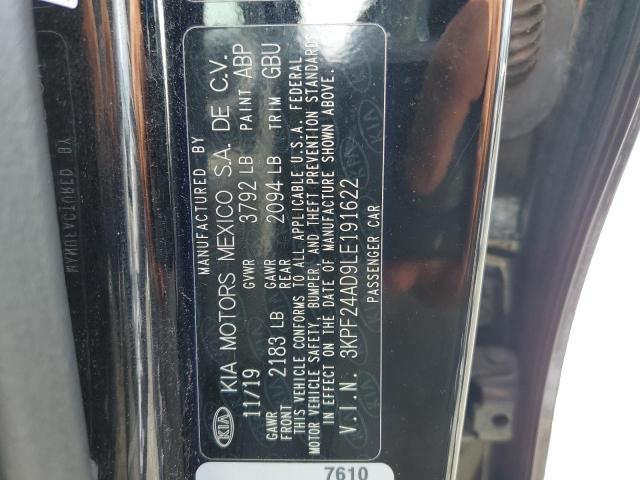 MANUFACTURED BY
KIA KIA MOTORS MEXICO S.A. DE C.V.
11/19 GVWR 3792 LB PAINT ABP
GAWR FRONT 2183 LB GAWR REAR 2094 LB TRIM GBU
THIS VEHICLE CONFORMS TO ALL APPLICABLE U.S.A. FEDERAL
MOTOR VEHICLE SAFETY, BUMPER, AND THEFT PREVENTION STANDARDS
IN EFFECT ON THE DATE OF MANUFACTURE SHOWN ABOVE.
V.I.N. 3KPF24AD9LE191622
PASSENGER CAR
7610
MANUFACTURED BY